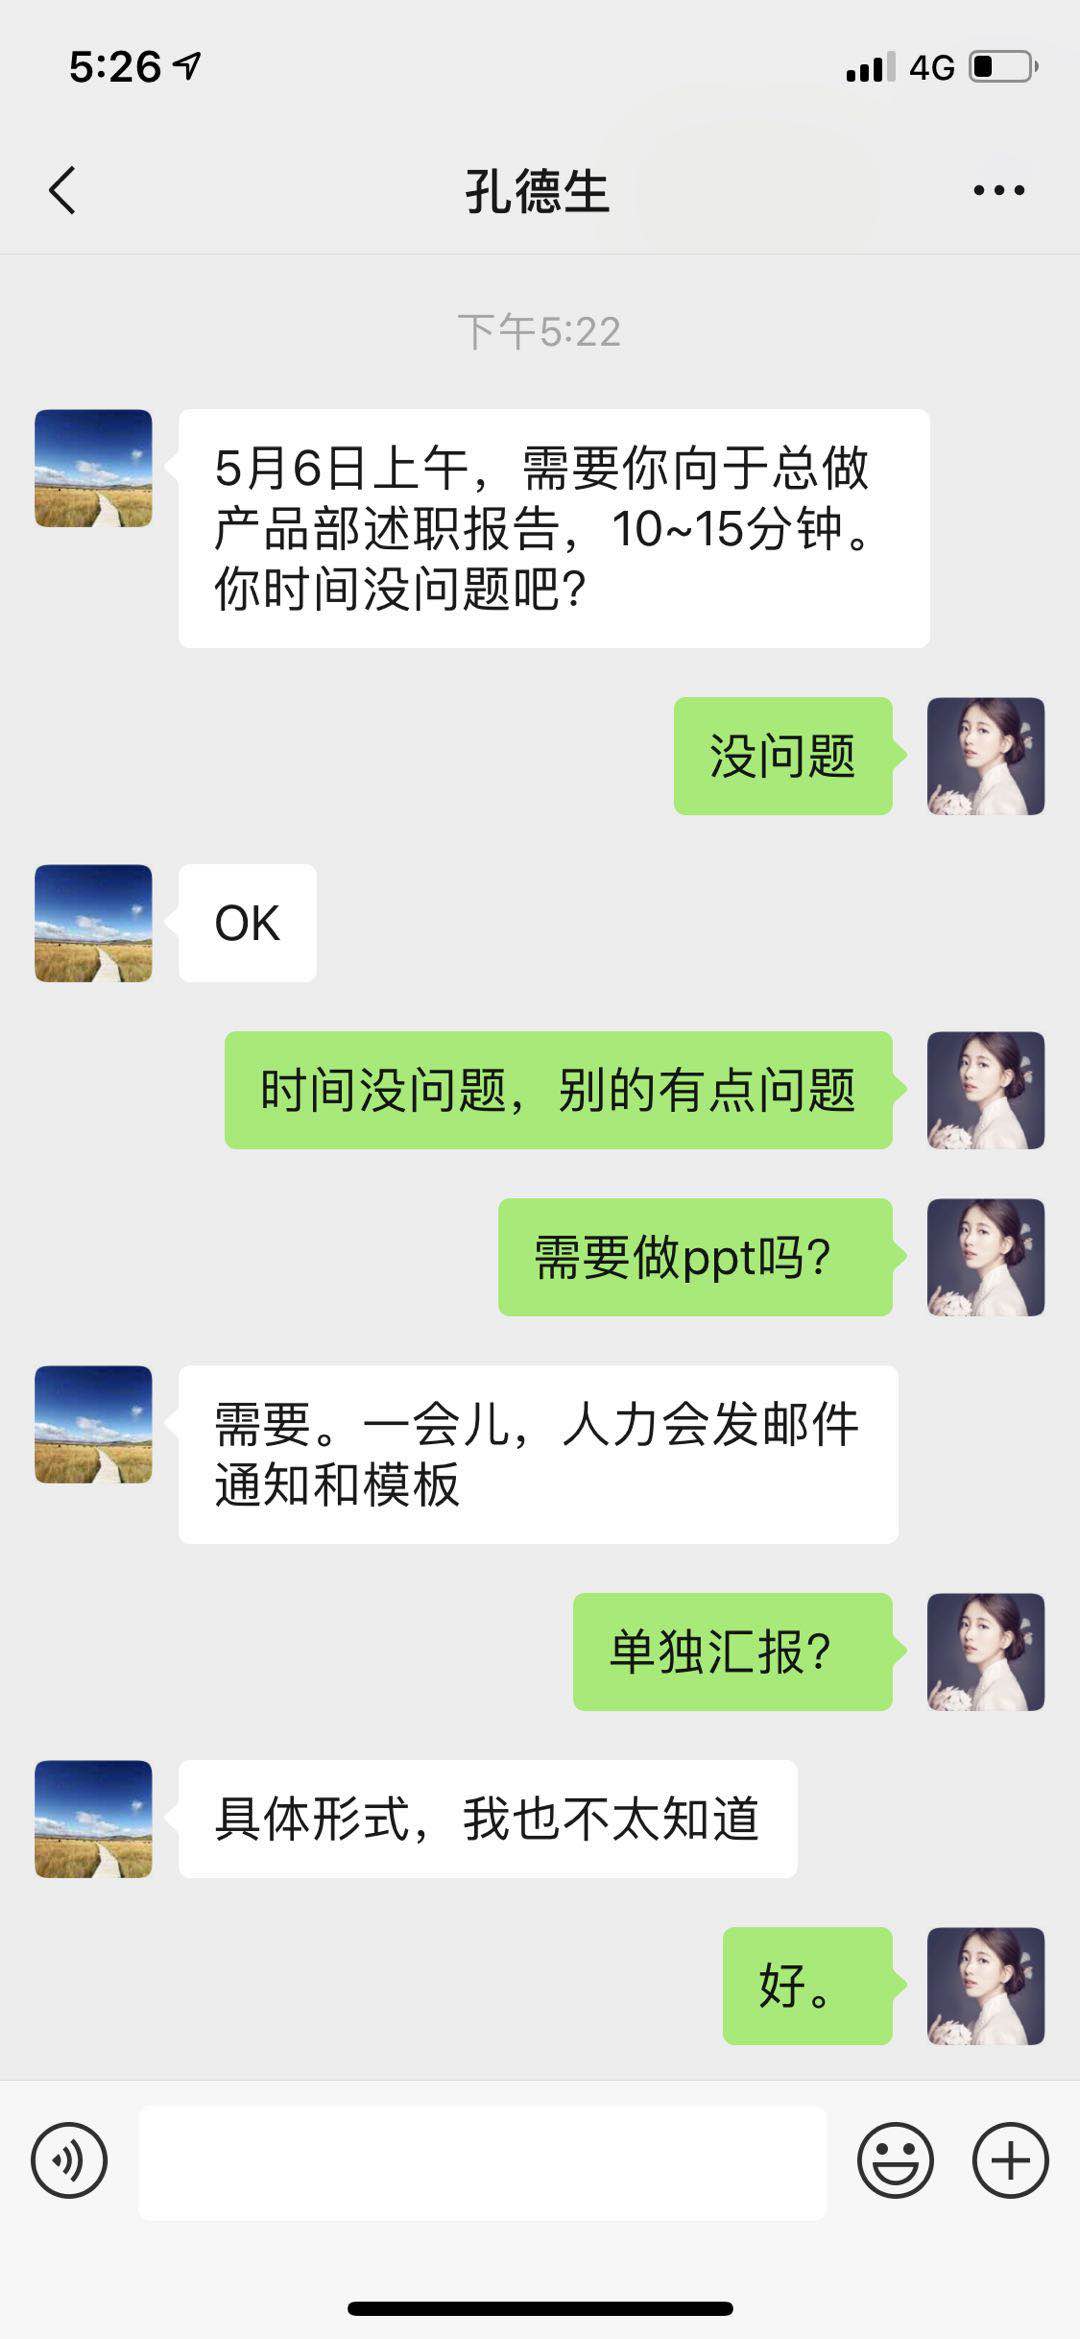 5:26
4G
孔德生
下午5:22
5月6日上午，需要你向于总做
产品部述职报告，10~15分钟。
你时间没问题吧？
没问题
OK
时间没问题，别的有点问题
需要做ppt吗？
需要。一会儿，人力会发邮件
通知和模板
单独汇报？
具体形式，我也不太知道
好。